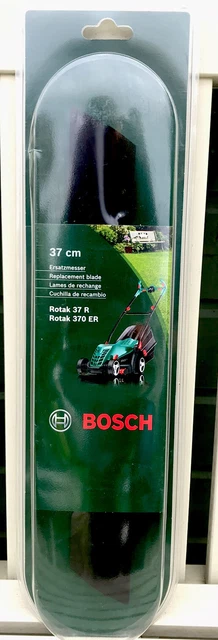 37 cm
Ersatzmesser
Replacement blade
Lames de rechange
Cuchilla de recambio
Rotak 37 R
Rotak 370 ER
BOSCH